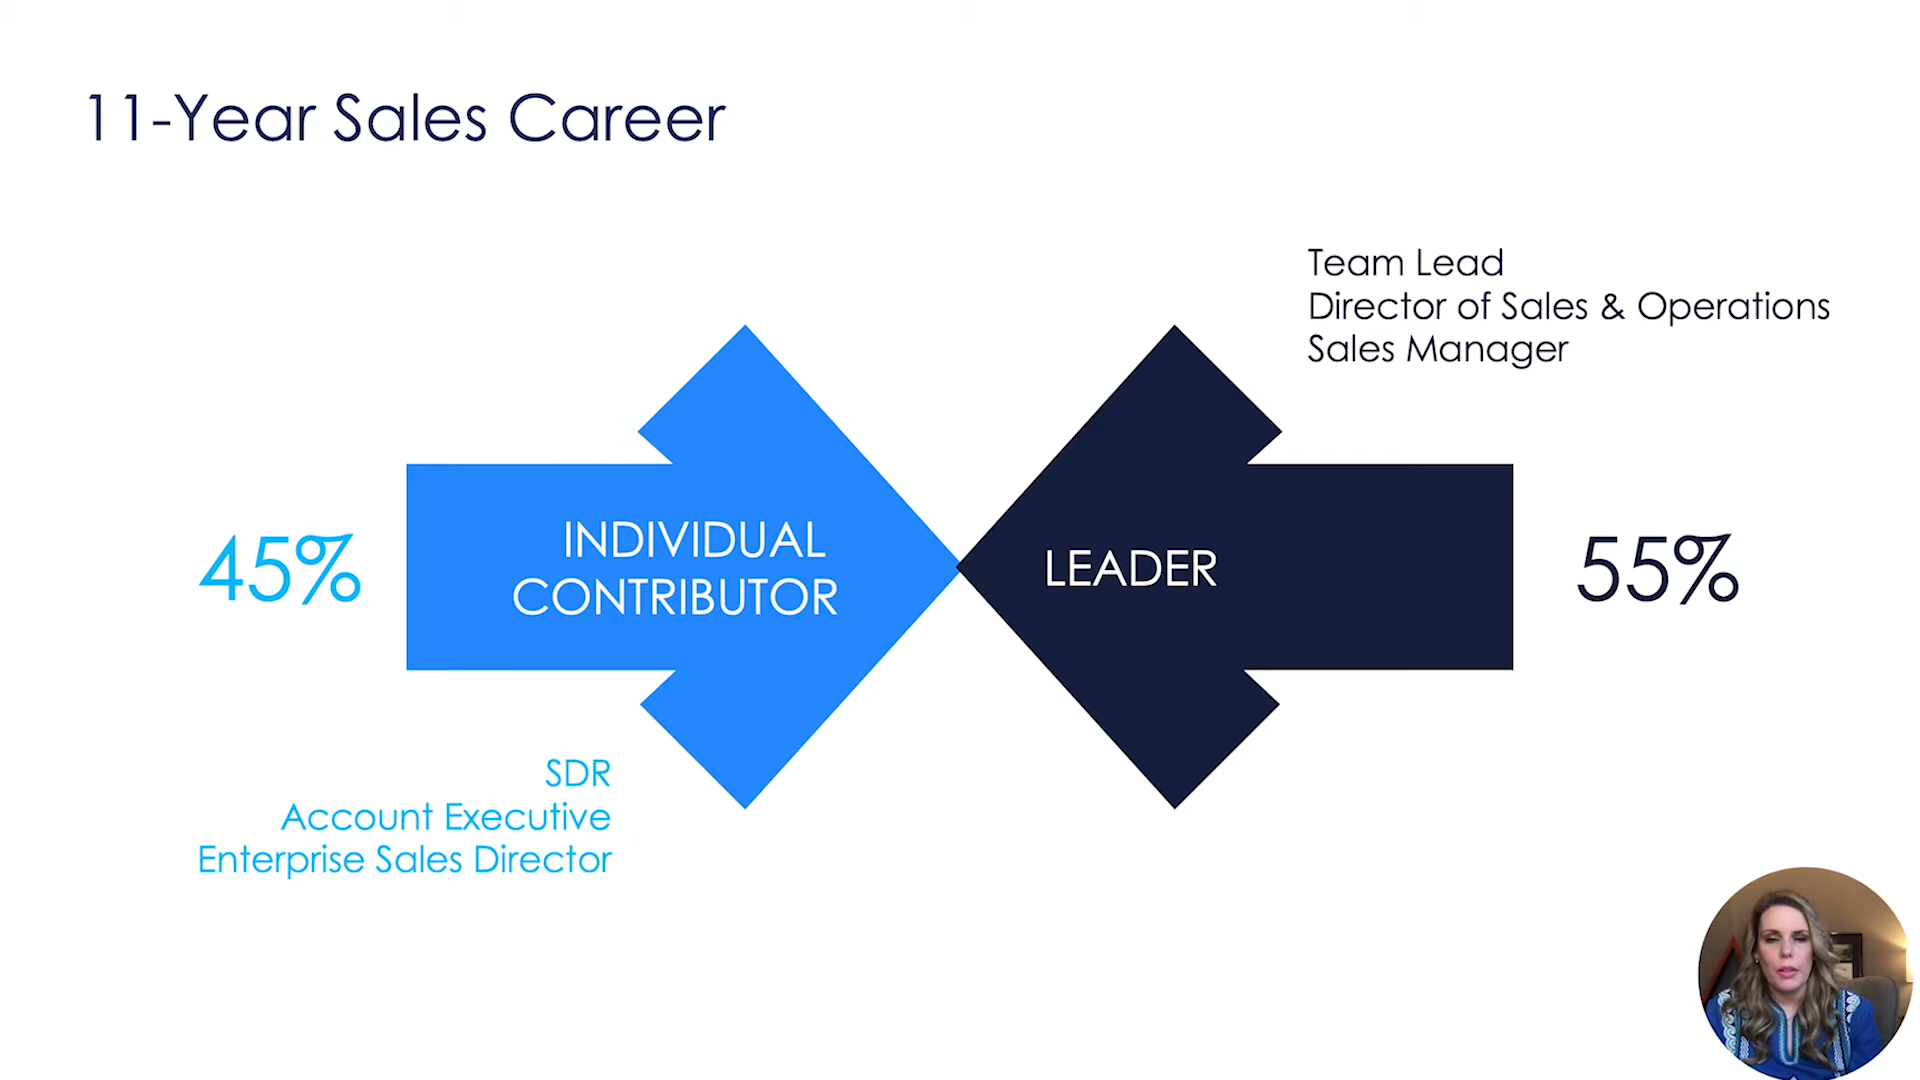 11-Year Sales Career
Team Lead
Director of Sales & Operations
Sales Manager
45%
INDIVIDUAL
CONTRIBUTOR
LEADER
55%
SDR
Account Executive
Enterprise Sales Director